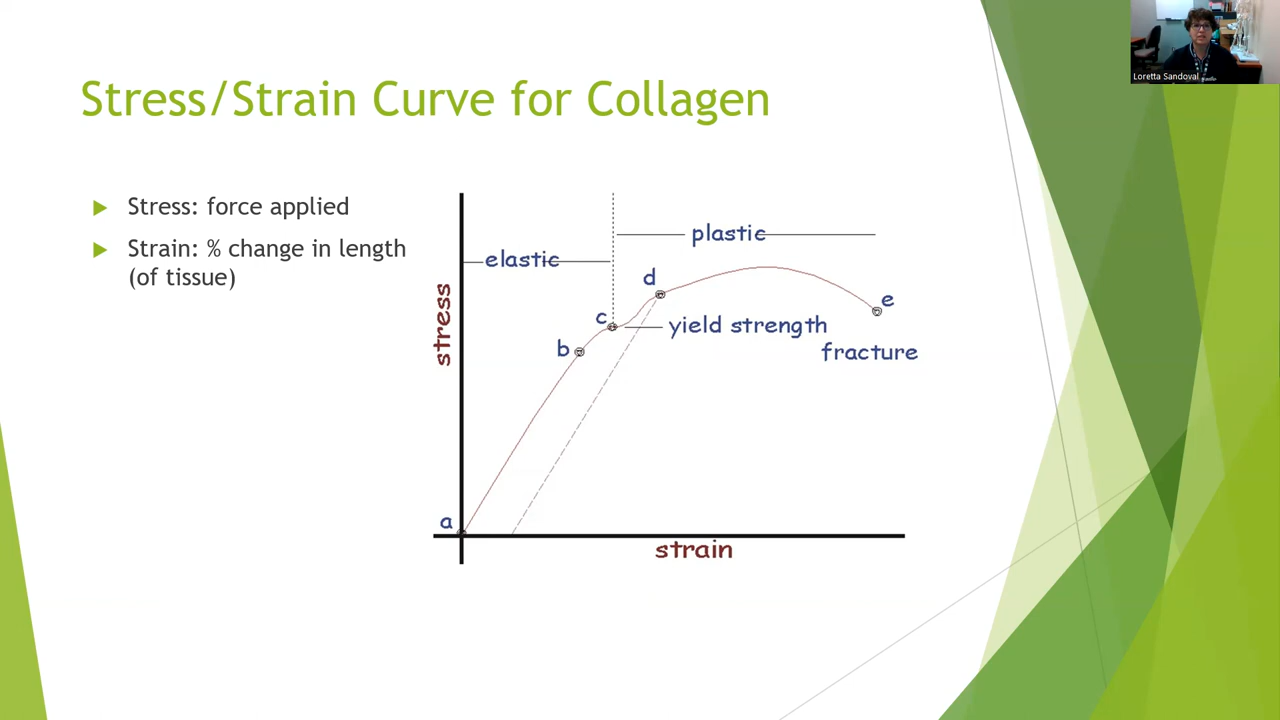 Loretta Sandoval
Stress/Strain Curve for Collagen
Stress: force applied
Strain: % change in length
(of tissue)
plastic
elastic
d
e
c
yield strength
b
fracture
stress
a
strain